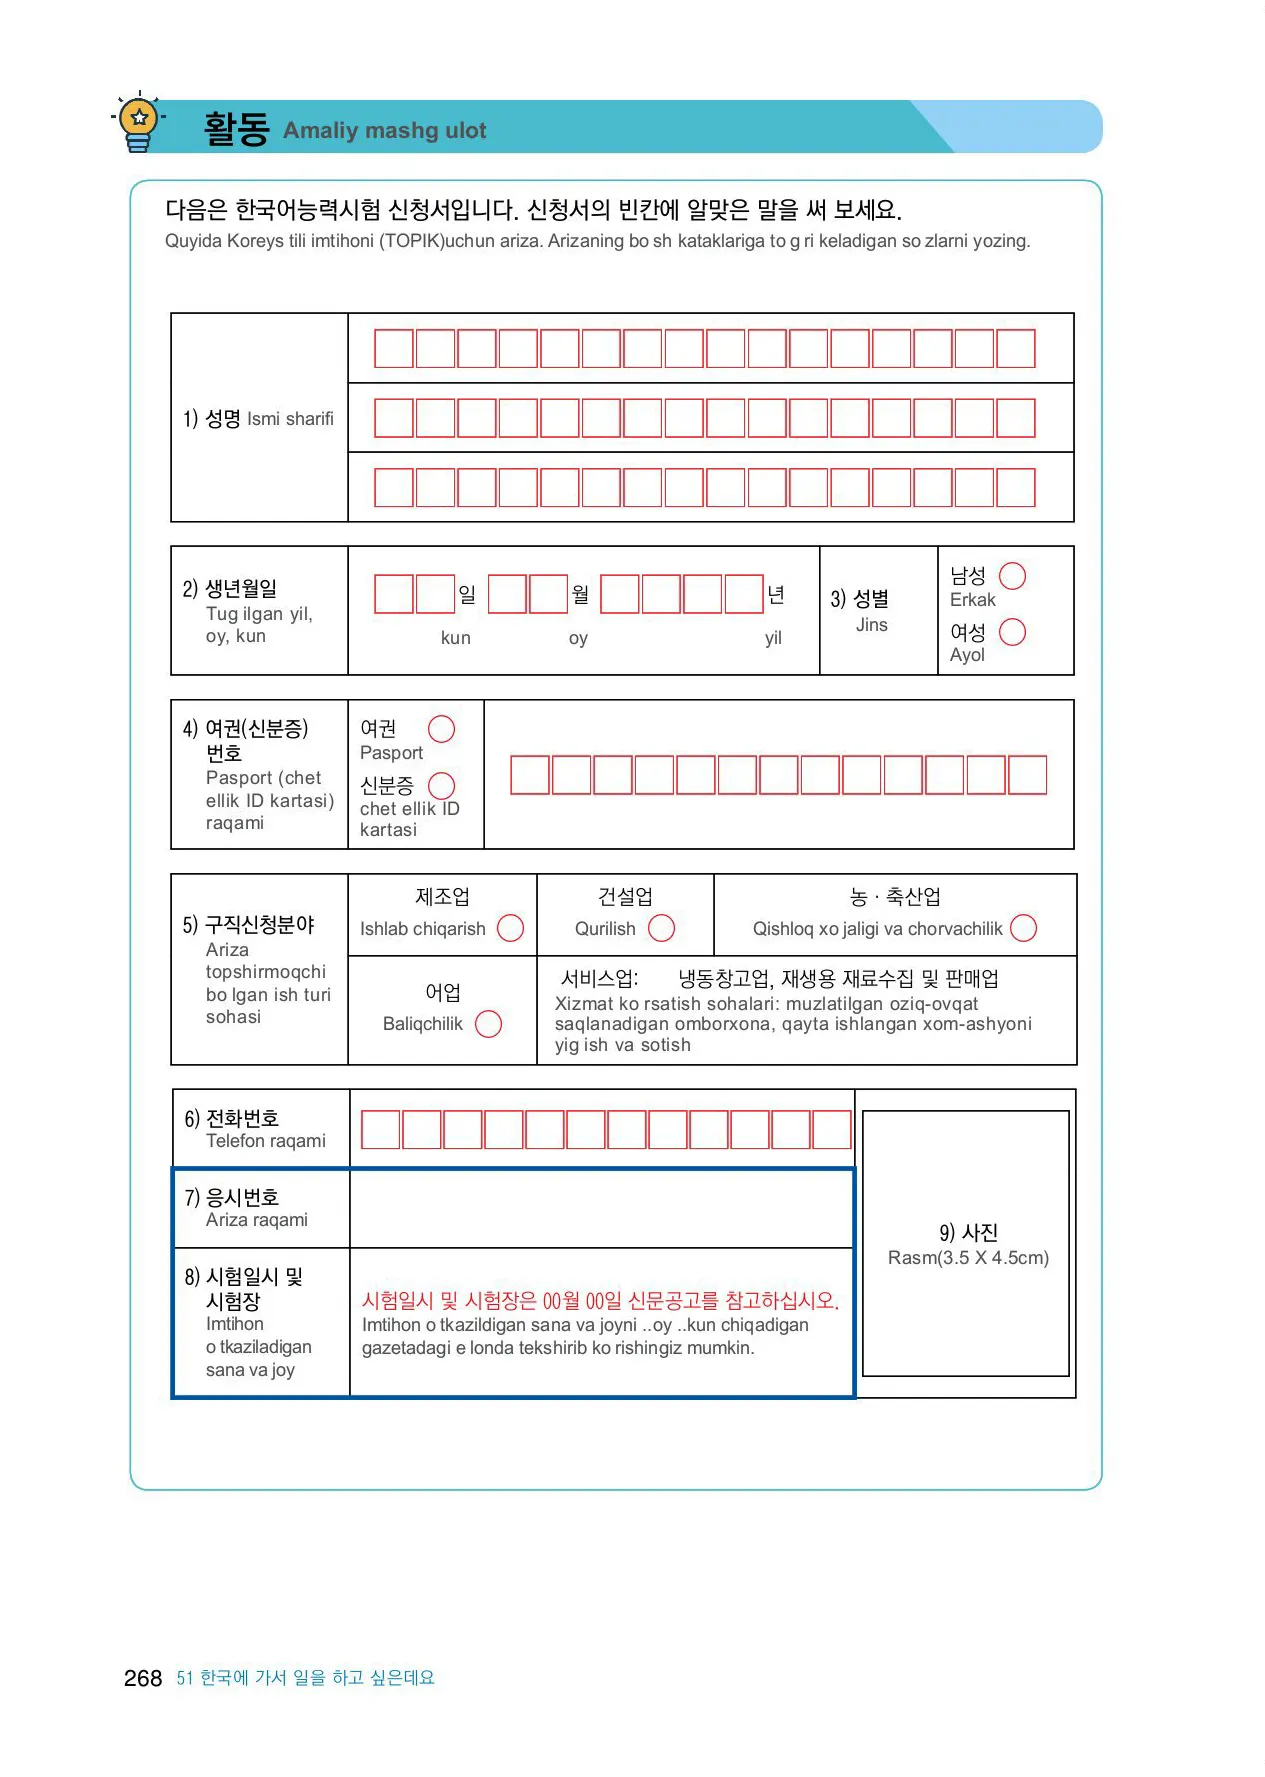 활동 Amaliy mashg ulot
다음은 한국어능력시험 신청서입니다. 신청서의 빈칸에 알맞은 말을 써 보세요.
Quyida Koreys tili imtihoni (TOPIK)uchun ariza. Arizaning bo sh kataklariga to g ri keladigan so zlarni yozing.
1) 성명 Ismi sharifi
2) 생년월일
Tug ilgan yil,
oy, kun
일 월 년
kun oy yil
3) 성별
Jins
남성
Erkak
여성
Ayol
4) 여권(신분증)
번호
Pasport (chet
ellik ID kartasi)
raqami
여권
Pasport
신분증
chet ellik ID
kartasi
5) 구직신청분야
Ariza
topshirmoqchi
bo lgan ish turi
sohasi
제조업
Ishlab chiqarish
건설업
Qurilish
농 · 축산업
Qishloq xo jaligi va chorvachilik
어업
Baliqchilik
서비스업: 냉동창고업, 재생용 재료수집 및 판매업
Xizmat ko rsatish sohalari: muzlatilgan oziq-ovqat
saqlanadigan omborxona, qayta ishlangan xom-ashyoni
yig ish va sotish
6) 전화번호
Telefon raqami
7) 응시번호
Ariza raqami
8) 시험일시 및
시험장
Imtihon
o tkaziladigan
sana va joy
시험일시 및 시험장은 00월 00일 신문공고를 참고하십시오.
Imtihon o tkazildigan sana va joyni ..oy ..kun chiqadigan
gazetadagi e londa tekshirib ko rishingiz mumkin.
9) 사진
Rasm(3.5 X 4.5cm)
268 51 한국에 가서 일을 하고 싶은데요